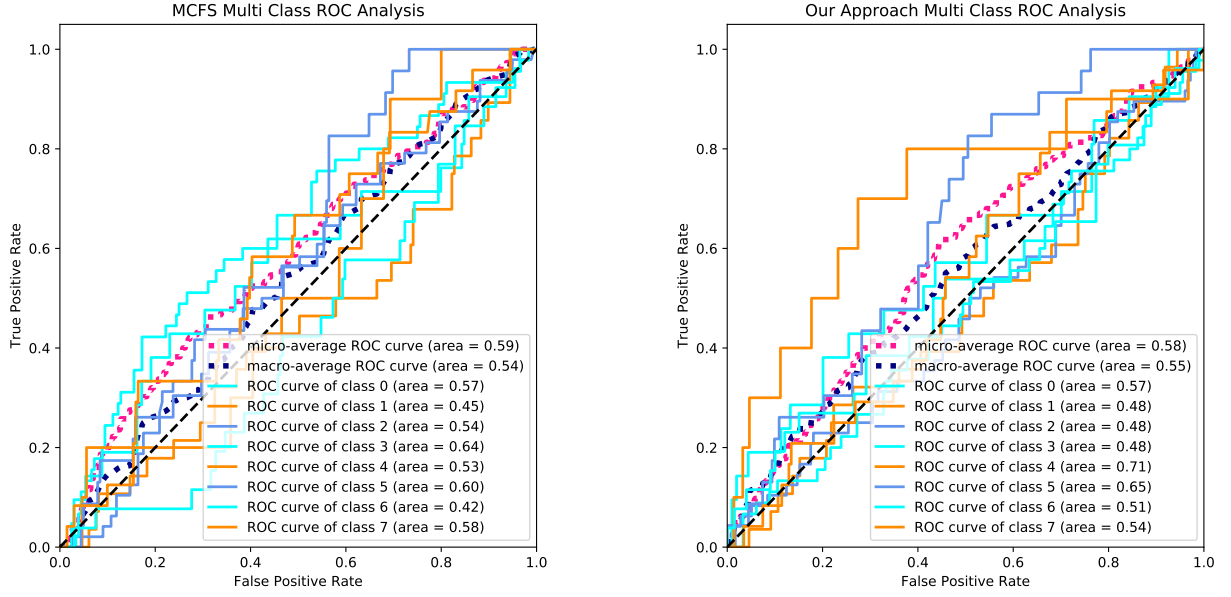 MCFS Multi Class ROC Analysis
True Positive Rate
1.0
0.8
0.6
0.4
0.2
0.0
micro-average ROC curve (area = 0.59)
macro-average ROC curve (area = 0.54)
ROC curve of class 0 (area = 0.57)
ROC curve of class 1 (area = 0.45)
ROC curve of class 2 (area = 0.54)
ROC curve of class 3 (area = 0.64)
ROC curve of class 4 (area = 0.53)
ROC curve of class 5 (area = 0.60)
ROC curve of class 6 (area = 0.42)
ROC curve of class 7 (area = 0.58)
0.0 0.2 0.4 0.6 0.8 1.0
False Positive Rate
Our Approach Multi Class ROC Analysis
True Positive Rate
1.0
0.8
0.6
0.4
0.2
0.0
micro-average ROC curve (area = 0.58)
macro-average ROC curve (area = 0.55)
ROC curve of class 0 (area = 0.57)
ROC curve of class 1 (area = 0.48)
ROC curve of class 2 (area = 0.48)
ROC curve of class 3 (area = 0.48)
ROC curve of class 4 (area = 0.71)
ROC curve of class 5 (area = 0.65)
ROC curve of class 6 (area = 0.51)
ROC curve of class 7 (area = 0.54)
0.0 0.2 0.4 0.6 0.8 1.0
False Positive Rate